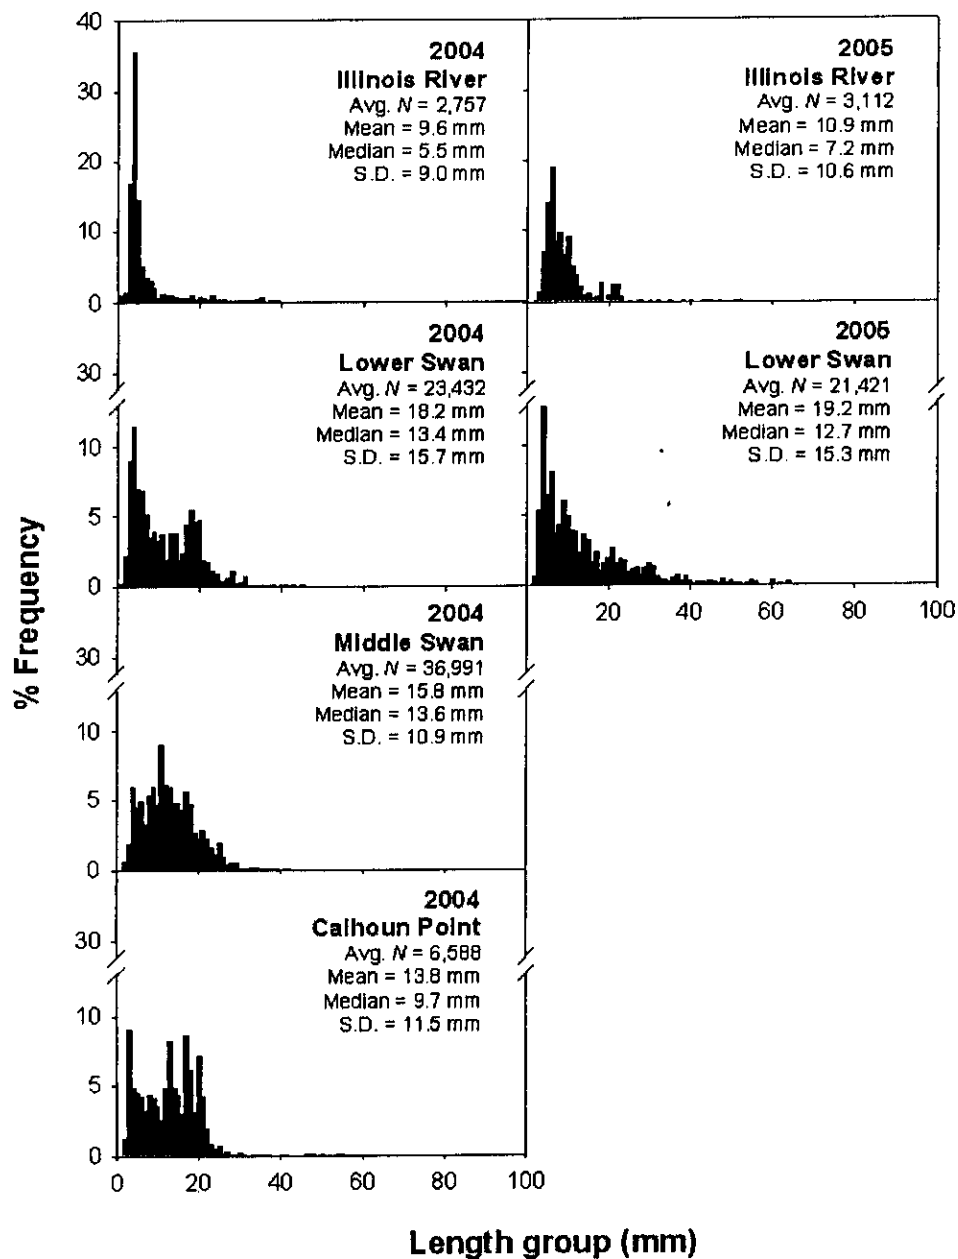 40
30
20
10
0
2004
Illinois River
Avg. N = 2,757
Mean = 9.6 mm
Median = 5.5 mm
S.D. = 9.0 mm
2005
Illinois River
Avg. N = 3,112
Mean = 10.9 mm
Median = 7.2 mm
S.D. = 10.6 mm
30
10
5
0
2004
Lower Swan
Avg. N = 23,432
Mean = 18.2 mm
Median = 13.4 mm
S.D. = 15.7 mm
2005
Lower Swan
Avg. N = 21,421
Mean = 19.2 mm
Median = 12.7 mm
S.D. = 15.3 mm
20 40 60 80 100
% Frequency
30
10
5
0
2004
Middle Swan
Avg. N = 36,991
Mean = 15.8 mm
Median = 13.6 mm
S.D. = 10.9 mm
30
10
5
0
2004
Calhoun Point
Avg. N = 6,588
Mean = 13.8 mm
Median = 9.7 mm
S.D. = 11.5 mm
0 20 40 60 80 100
Length group (mm)